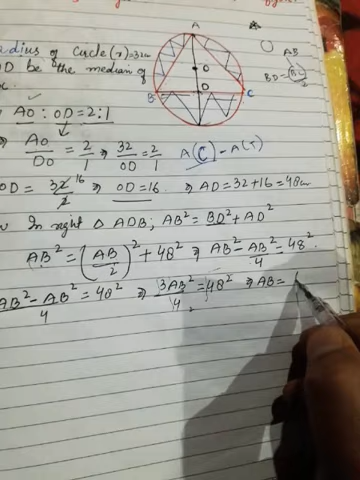 A
radius of Circle (r) = 32cm
OD be the median of
O
D
B
C
AB
BD = (BC)/2
AO : OD = 2 : 1
⇒ AO/DO = 2/1 ⇒ 32/OD = 2/1 A(C) - A(T)
OD = 32 16/2 ⇒ OD = 16 ⇒ AD = 32+16 = 48cm
In right △ ADB, AB² = BD² + AD²
AB² = (AB/2)² + 48² ⇒ AB² - AB²/4 = 48²
AB² - AB²/4 = 48² ⇒ 3AB²/4 = 48² ⇒ AB =